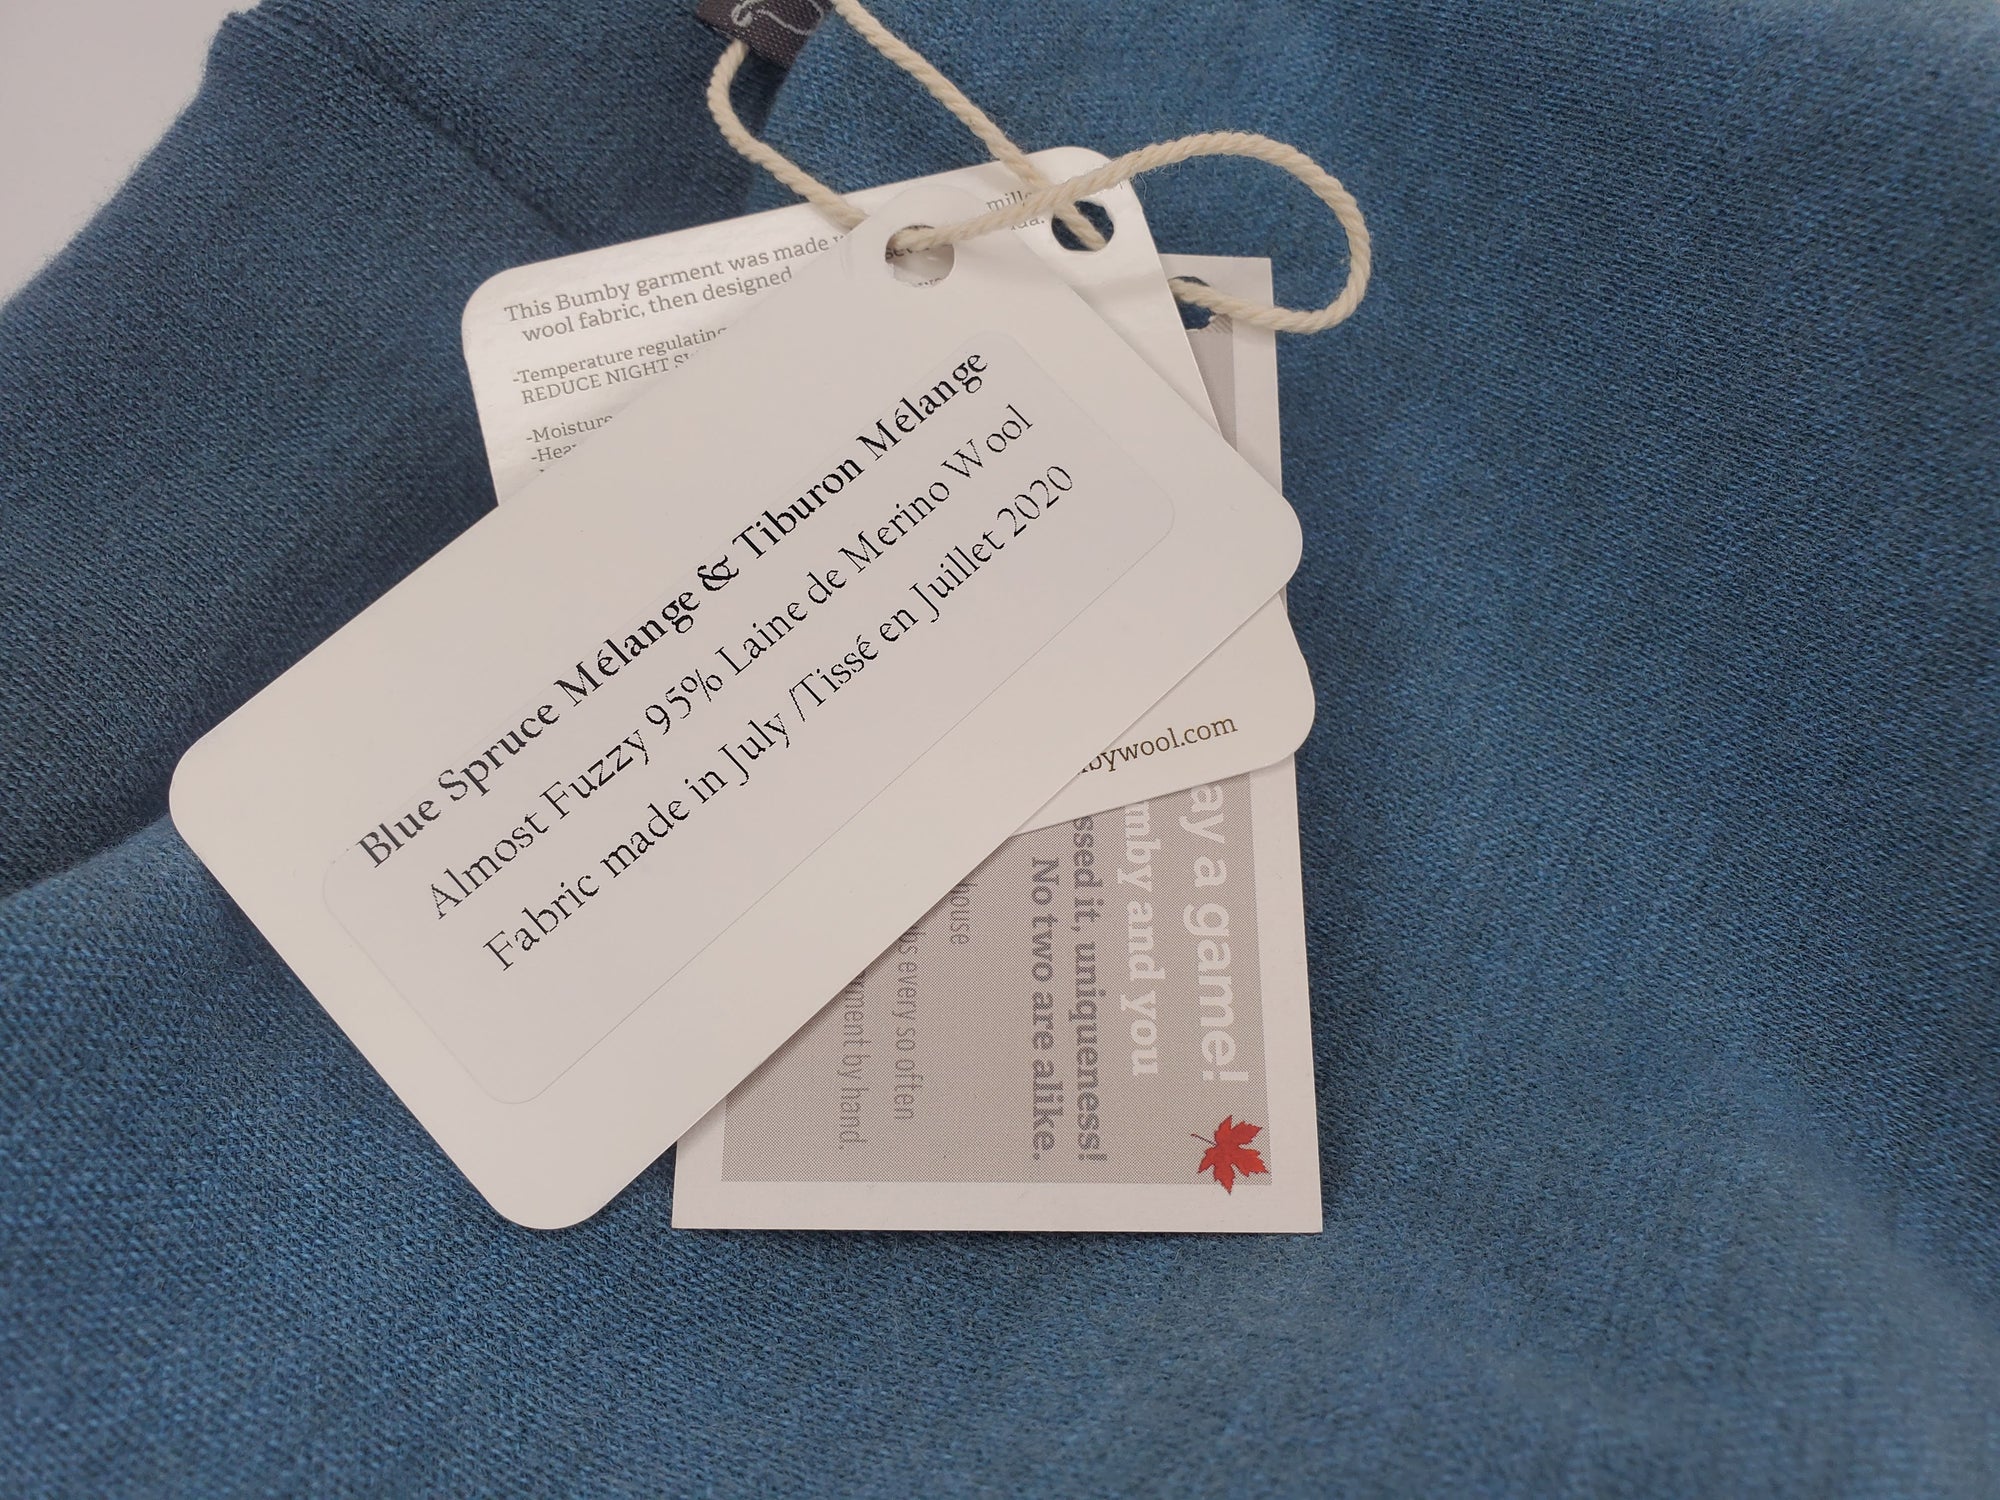 This Bumby garment was made
wool fabric, then designed
-Temperature regulating
REDUCE NIGHT
-Moisture
Blue Spruce Mélange & Tiburon Mélange
Almost Fuzzy 95% Laine de Merino Wool
Fabric made in July /Tissé en Juillet 2020
bywool.com
ay a game!
mby and you
ssed it, uniqueness!
No two are alike.
house
us every so often
ment by hand.